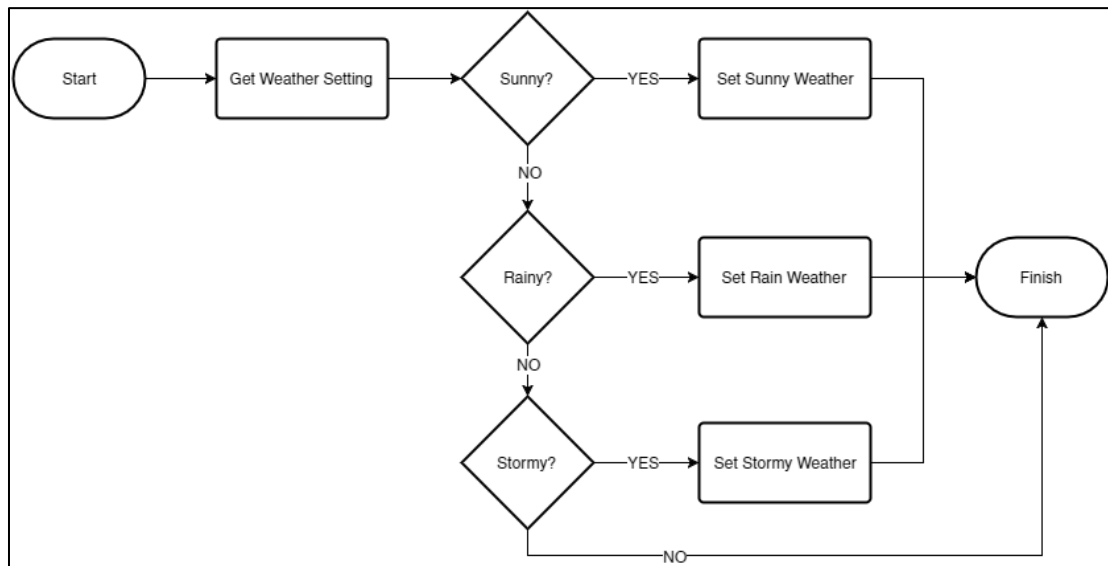 Start
Get Weather Setting
Sunny?
YES
Set Sunny Weather
NO
Rainy?
YES
Set Rain Weather
Finish
NO
Stormy?
YES
Set Stormy Weather
NO